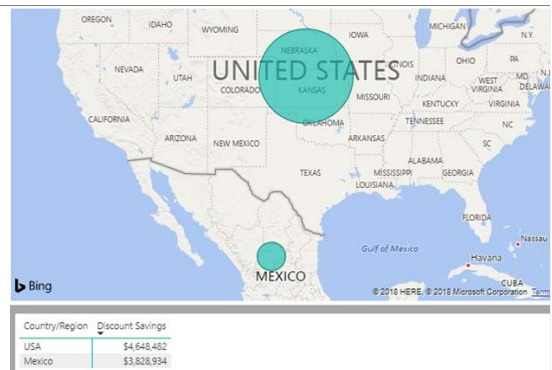 OREGON
IDAHO
WYOMING
IOWA
MICHIGAN
N.Y.
NEBRASKA
NEVADA
UTAH
UNITED STATES
COLORADO
KANSAS
INDIANA
OHIO
PA
MISSOURI
WEST VIRGINIA
MD
CALIFORNIA
KENTUCKY
VIRGINIA
ARIZONA
NEW MEXICO
OKLAHOMA
ARKANSAS
TENNESSEE
NC
SC
TEXAS
MISSISSIPPI
ALABAMA
GEORGIA
LOUISIANA
FLORIDA
Gulf of Mexico
Nassau
Havana
MEXICO
CUBA
Bing
© 2018 HERE, © 2018 Microsoft Corporation Terms
Country/Region Discount Savings
USA $4,648,482
Mexico $3,828,934